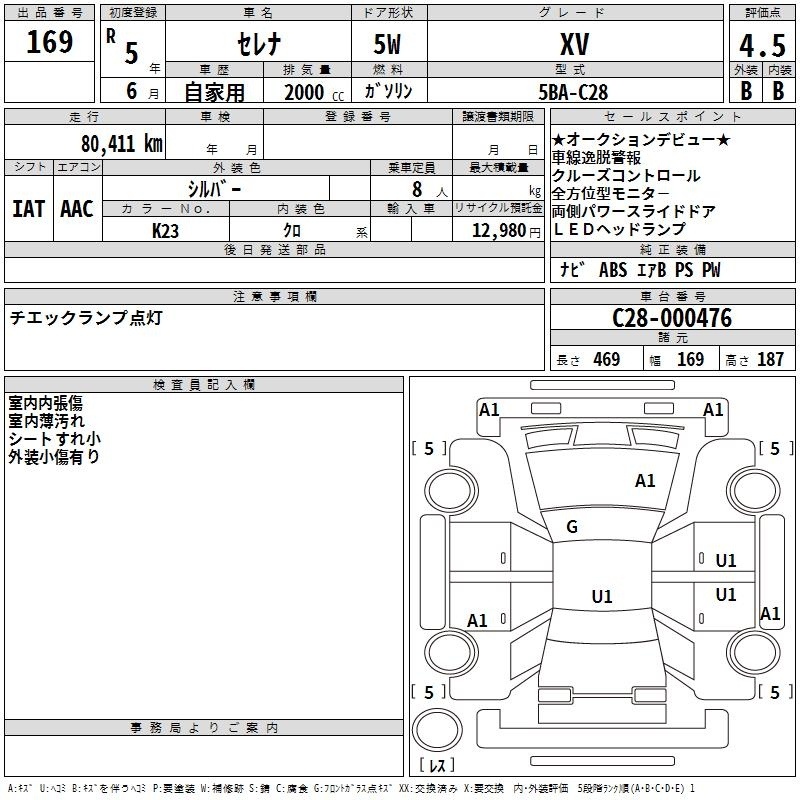 出品番号 初度登録 車名 ドア形状 グレード 評価点
169 R 5 年 セレナ 5W XV 4.5
車歴 排気量 燃料 型式 外装 内装
6 月 自家用 2000 CC ガソリン 5BA-C28 B B
走行 車検 登録番号 譲渡書類期限
80,411 km 年 月 月 日
シフト エアコン 外装色 乗車定員 最大積載量
IAT AAC シルバー 8 人 kg
カラーNo. 内装色 輸入車 リサイクル預託金
K23 クロ 系 12,980 円
後日発送部品
セールスポイント
★オークションデビュー★
車線逸脱警報
クルーズコントロール
全方位型モニター
両側パワースライドドア
LEDヘッドランプ
純正装備
ナビ ABS エアB PS PW
注意事項欄
チエックランプ点灯
車台番号
C28-000476
諸元
長さ 469 幅 169 高さ 187
検査員記入欄
室内内張傷
室内薄汚れ
シートすれ小
外装小傷有り
事務局よりご案内
A1 A1
[ 5 ] [ 5 ]
A1
G
U1
U1 U1
A1 A1
[ 5 ] [ 5 ]
[ レス ]
A:キズ U:ヘコミ B:キズを伴うヘコミ P:要塗装 W:補修跡 S:錆 C:腐食 G:フロントガラス点キズ XX:交換済み X:要交換 内・外装評価 5段階ランク順(A・B・C・D・E) 1